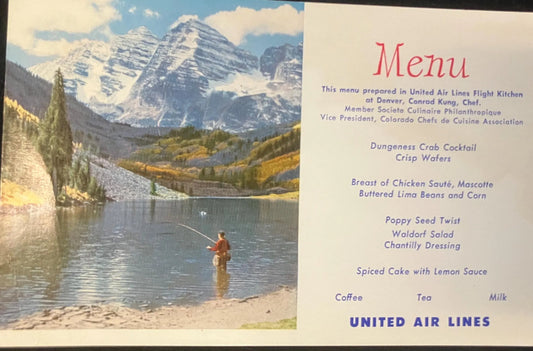 Menu
This menu prepared in United Air Lines Flight Kitchen
at Denver, Conrad Kung, Chef.
Member Societe Culinaire Philanthropique
Vice President, Colorado Chefs de Cuisine Association
Dungeness Crab Cocktail
Crisp Wafers
Breast of Chicken Sauté, Mascotte
Buttered Lima Beans and Corn
Poppy Seed Twist
Waldorf Salad
Chantilly Dressing
Spiced Cake with Lemon Sauce
Coffee Tea Milk
UNITED AIR LINES